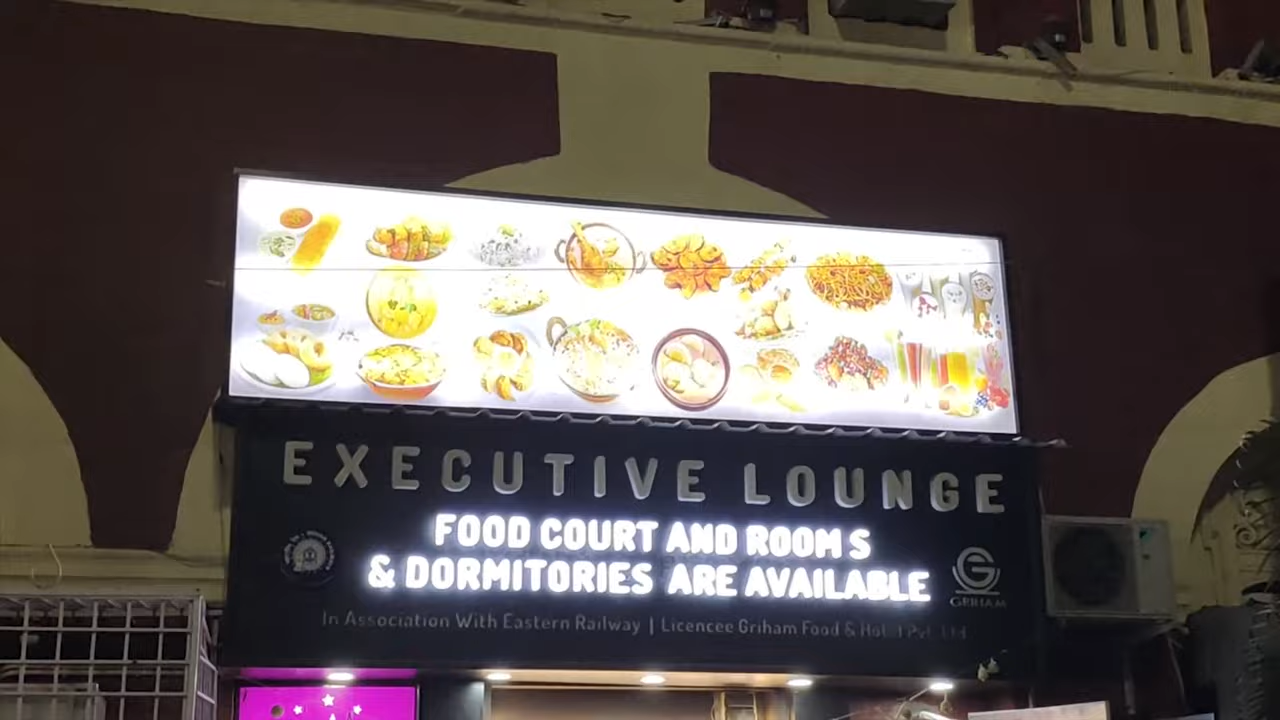 EXECUTIVE LOUNGE
FOOD COURT AND ROOMS
& DORMITORIES ARE AVAILABLE
GRIHAM
In Association With Eastern Railway | Licencee Griham Food & Hotel Pvt. Ltd